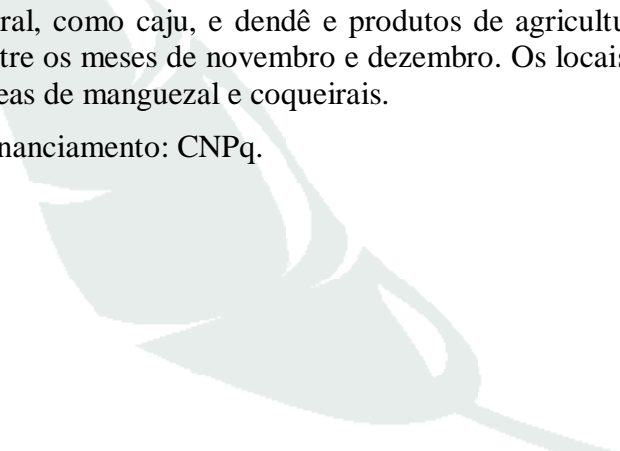 ral, como caju, e dendê e produtos de agricultu
tre os meses de novembro e dezembro. Os locais
eas de manguezal e coqueirais.
nanciamento: CNPq.